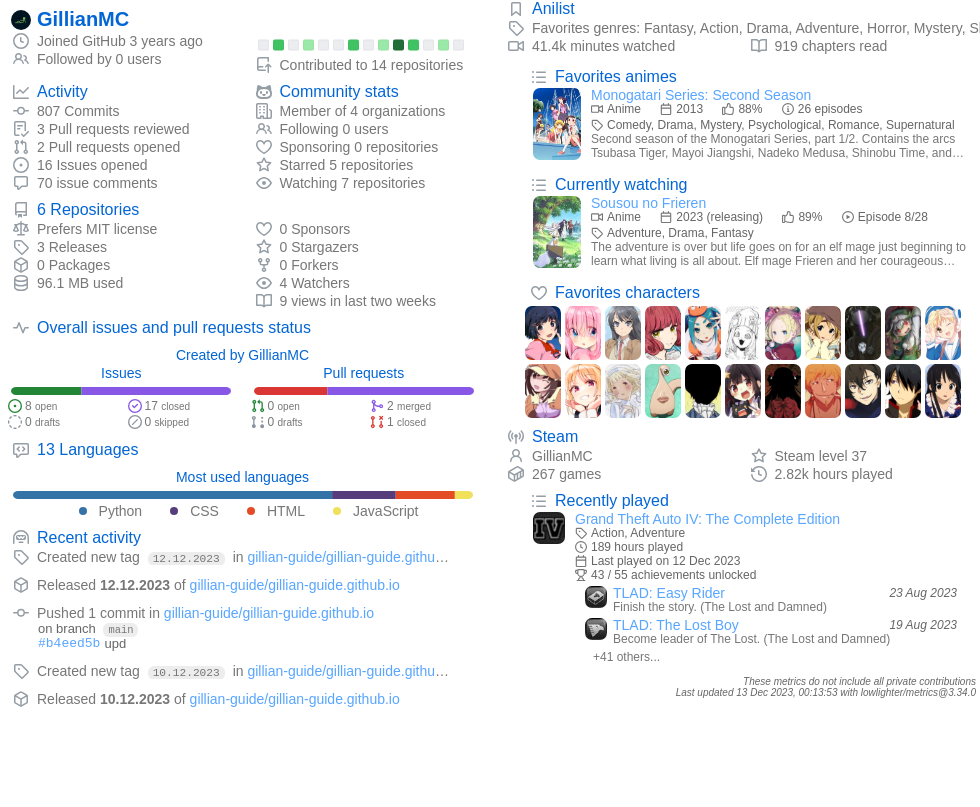 GillianMC
Joined GitHub 3 years ago
Followed by 0 users
Contributed to 14 repositories
Activity
807 Commits
3 Pull requests reviewed
2 Pull requests opened
16 Issues opened
70 issue comments
Community stats
Member of 4 organizations
Following 0 users
Sponsoring 0 repositories
Starred 5 repositories
Watching 7 repositories
6 Repositories
Prefers MIT license
3 Releases
0 Packages
96.1 MB used
0 Sponsors
0 Stargazers
0 Forkers
4 Watchers
9 views in last two weeks
Overall issues and pull requests status
Created by GillianMC
Issues
8 open
17 closed
0 drafts
0 skipped
Pull requests
0 open
2 merged
0 drafts
1 closed
13 Languages
Most used languages
Python CSS HTML JavaScript
Recent activity
Created new tag 12.12.2023 in gillian-guide/gillian-guide.githu…
Released 12.12.2023 of gillian-guide/gillian-guide.github.io
Pushed 1 commit in gillian-guide/gillian-guide.github.io
on branch main
#b4eed5b upd
Created new tag 10.12.2023 in gillian-guide/gillian-guide.githu…
Released 10.12.2023 of gillian-guide/gillian-guide.github.io
Anilist
Favorites genres: Fantasy, Action, Drama, Adventure, Horror, Mystery, S
41.4k minutes watched
919 chapters read
Favorites animes
Monogatari Series: Second Season
Anime 2013 88% 26 episodes
Comedy, Drama, Mystery, Psychological, Romance, Supernatural
Second season of the Monogatari Series, part 1/2. Contains the arcs
Tsubasa Tiger, Mayoi Jiangshi, Nadeko Medusa, Shinobu Time, and…
Currently watching
Sousou no Frieren
Anime 2023 (releasing) 89% Episode 8/28
Adventure, Drama, Fantasy
The adventure is over but life goes on for an elf mage just beginning to
learn what living is all about. Elf mage Frieren and her courageous…
Favorites characters
Steam
GillianMC
Steam level 37
267 games
2.82k hours played
Recently played
Grand Theft Auto IV: The Complete Edition
IV
Action, Adventure
189 hours played
Last played on 12 Dec 2023
43 / 55 achievements unlocked
TLAD: Easy Rider 23 Aug 2023
Finish the story. (The Lost and Damned)
TLAD: The Lost Boy 19 Aug 2023
Become leader of The Lost. (The Lost and Damned)
+41 others...
These metrics do not include all private contributions
Last updated 13 Dec 2023, 00:13:53 with lowlighter/metrics@3.34.0